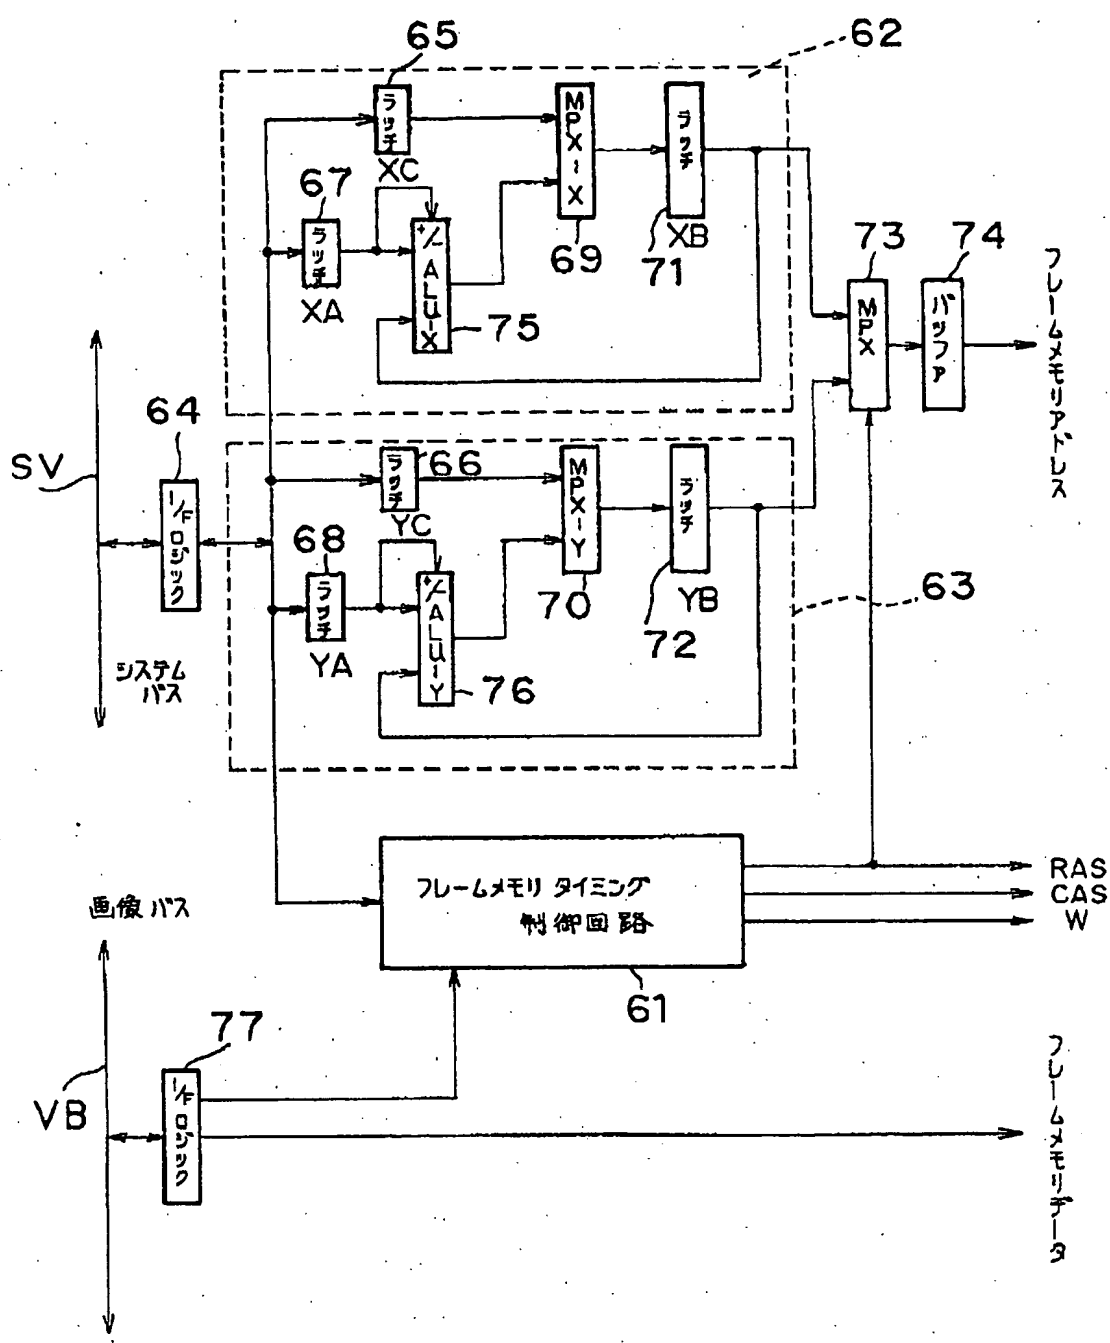 65
62
ラッチ
XC
MPX-X
69
ラッチ
XB
71
67
ラッチ
XA
+/-
ALU-X
75
73
MPX
74
バッファ
フレームメモリアドレス
SV
64
I/F ロジック
システム
バス
66
ラッチ
YC
MPX-Y
70
ラッチ
YB
72
63
68
ラッチ
YA
+/-
ALU-Y
76
フレームメモリ タイミング
制御回路
61
RAS
CAS
W
画像 バス
77
VB
I/F ロジック
フレームメモリデータ